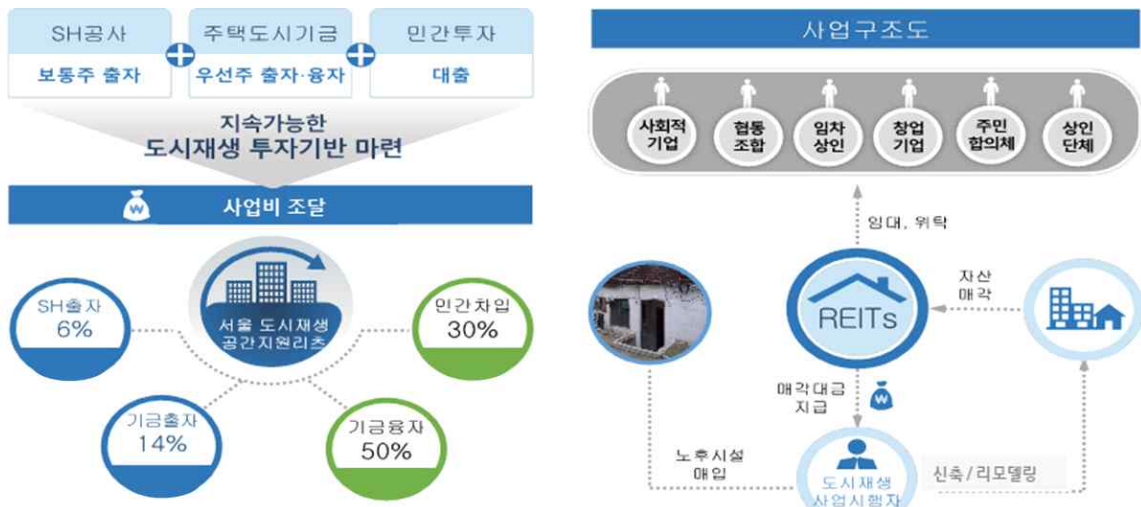 SH공사
보통주 출자
주택도시기금
우선주 출자·융자
민간투자
대출
지속가능한
도시재생 투자기반 마련
₩
사업비 조달
서울 도시재생
공간지원리츠
SH출자
6%
기금출자
14%
기금융자
50%
민간차입
30%
사업구조도
사회적
기업
협동
조합
임차
상인
창업
기업
주민
합의체
상인
단체
임대, 위탁
REITs
자산
매각
매각대금
지급
₩
노후시설
매입
도시재생
사업시행자
신축/리모델링